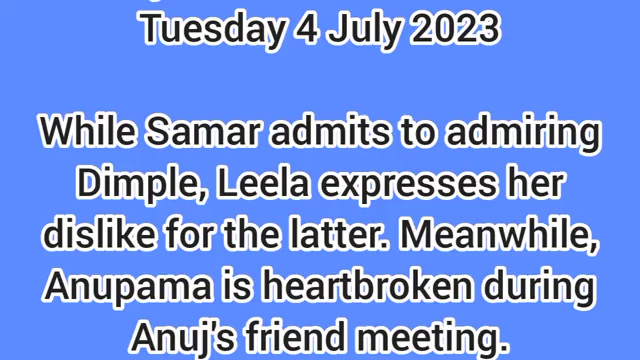 Tuesday 4 July 2023
While Samar admits to admiring
Dimple, Leela expresses her
dislike for the latter. Meanwhile,
Anupama is heartbroken during
Anuj's friend meeting.